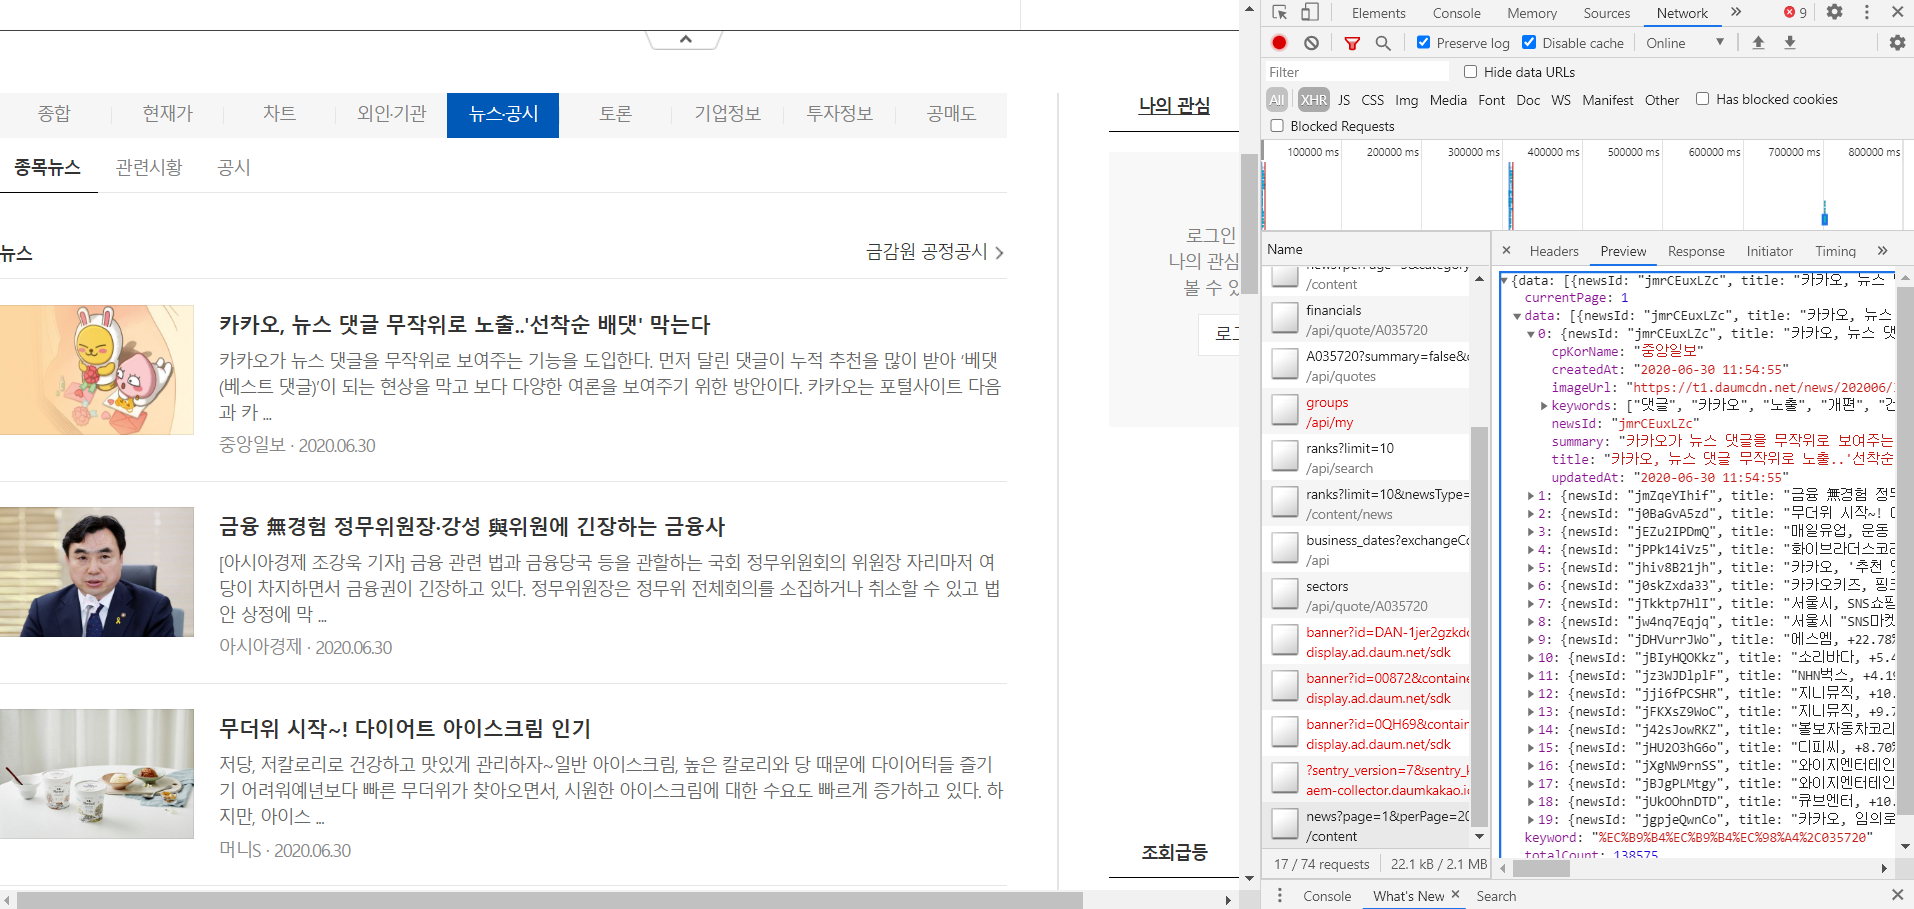 종합 현재가 차트 외인·기관 뉴스·공시 토론 기업정보 투자정보 공매도
종목뉴스 관련시황 공시
뉴스
금감원 공정공시
카카오, 뉴스 댓글 무작위로 노출..'선착순 배댓' 막는다
카카오가 뉴스 댓글을 무작위로 보여주는 기능을 도입한다. 먼저 달린 댓글이 누적 추천을 많이 받아 '베댓
(베스트 댓글)'이 되는 현상을 막고 보다 다양한 여론을 보여주기 위한 방안이다. 카카오는 포털사이트 다음
과 카 ...
중앙일보 · 2020.06.30
금융 無경험 정무위원장·강성 與위원에 긴장하는 금융사
[아시아경제 조강욱 기자] 금융 관련 법과 금융당국 등을 관할하는 국회 정무위원회의 위원장 자리마저 여
당이 차지하면서 금융권이 긴장하고 있다. 정무위원장은 정무위 전체회의를 소집하거나 취소할 수 있고 법
안 상정에 막 ...
아시아경제 · 2020.06.30
무더위 시작~! 다이어트 아이스크림 인기
저당, 저칼로리로 건강하고 맛있게 관리하자~일반 아이스크림, 높은 칼로리와 당 때문에 다이어터들 즐기
기 어려워예년보다 빠른 무더위가 찾아오면서, 시원한 아이스크림에 대한 수요도 빠르게 증가하고 있다. 하
지만, 아이스 ...
머니S · 2020.06.30
나의 관심
로그인
나의 관심
볼 수 있
로그
조회급등
Elements Console Memory Sources Network 9
Preserve log Disable cache Online
Filter Hide data URLs
All XHR JS CSS Img Media Font Doc WS Manifest Other Has blocked cookies
Blocked Requests
100000 ms 200000 ms 300000 ms 400000 ms 500000 ms 600000 ms 700000 ms 800000 ms
Name
/content
financials
/api/quote/A035720
A035720?summary=false&c
/api/quotes
groups
/api/my
ranks?limit=10
/api/search
ranks?limit=10&newsType=
/content/news
business_dates?exchangeCo
/api
sectors
/api/quote/A035720
banner?id=DAN-1jer2gzkdc
display.ad.daum.net/sdk
banner?id=00872&containe
display.ad.daum.net/sdk
banner?id=0QH69&contain
display.ad.daum.net/sdk
?sentry_version=7&sentry_k
aem-collector.daumkakao.io
news?page=1&perPage=20
/content
17 / 74 requests 22.1 kB / 2.1 MB
Headers Preview Response Initiator Timing
{data: [{newsId: "jmrCEuxLZc", title: "카카오, 뉴스
currentPage: 1
data: [{newsId: "jmrCEuxLZc", title: "카카오, 뉴스
0: {newsId: "jmrCEuxLZc", title: "카카오, 뉴스 댓
cpKorName: "중앙일보"
createdAt: "2020-06-30 11:54:55"
imageUrl: "https://t1.daumcdn.net/news/202006/
keywords: ["댓글", "카카오", "노출", "개편", "
newsId: "jmrCEuxLZc"
summary: "카카오가 뉴스 댓글을 무작위로 보여주는
title: "카카오, 뉴스 댓글 무작위로 노출..'선착순
updatedAt: "2020-06-30 11:54:55"
1: {newsId: "jmZqeYIhif", title: "금융 無경험 정무
2: {newsId: "j0BaGvA5zd", title: "무더위 시작~! 다
3: {newsId: "jEZu2IPDmQ", title: "매일유업, 운동
4: {newsId: "jPPk14iVz5", title: "화이브라더스코리
5: {newsId: "jhiv8B21jh", title: "카카오, '추천 댓
6: {newsId: "j0skZxda33", title: "카카오키즈, 핑크
7: {newsId: "jTkktp7HlI", title: "서울시, SNS쇼핑
8: {newsId: "jw4nq7Eqjq", title: "서울시 "SNS마켓
9: {newsId: "jDHVurrJWo", title: "에스엠, +22.78%
10: {newsId: "jBIyHQOKkz", title: "소리바다, +5.4
11: {newsId: "jz3WJDlplF", title: "NHN벅스, +4.19
12: {newsId: "jji6fPCSHR", title: "지니뮤직, +10.
13: {newsId: "jFKXsZ9WoC", title: "지니뮤직, +9.7
14: {newsId: "j42sJowRKZ", title: "볼보자동차코리
15: {newsId: "jHU2O3hG6o", title: "디피씨, +8.70%
16: {newsId: "jXgNW9rnSS", title: "와이지엔터테인
17: {newsId: "jBJgPLMtgy", title: "와이지엔터테인
18: {newsId: "jUkOOhnDTD", title: "큐브엔터, +10.
19: {newsId: "jgpjeQwnCo", title: "카카오, 임의로
keyword: "%EC%B9%B4%EC%B9%B4%EC%98%A4%2C035720"
totalCount: 138575
Console What's New Search